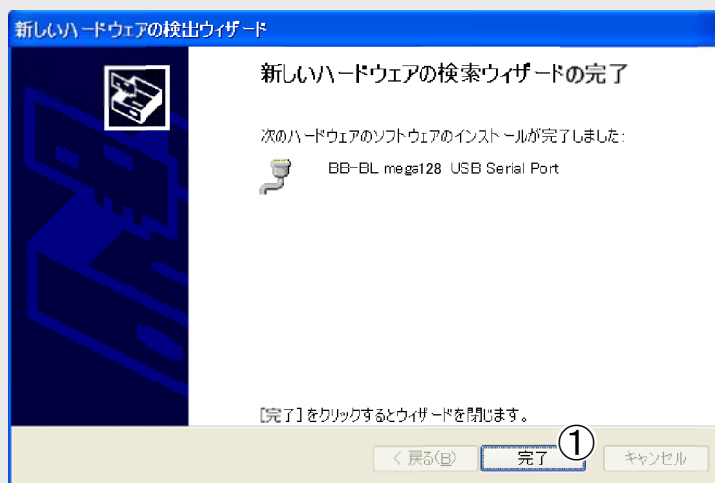 新しいハードウェアの検出ウィザード
新しいハードウェアの検索ウィザードの完了
次のハードウェアのソフトウェアのインストールが完了しました:
BB-BL mega128 USB Serial Port
[完了]をクリックするとウィザードを閉じます。
< 戻る(B) 完了 ① キャンセル